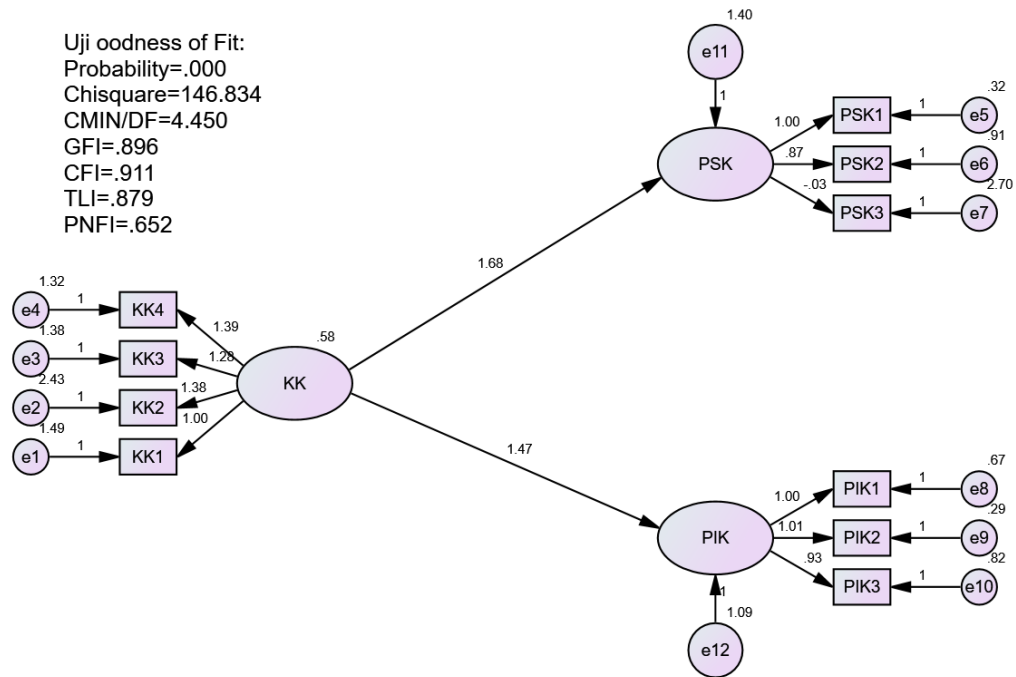 Uji oodness of Fit:
Probability=.000
Chisquare=146.834
CMIN/DF=4.450
GFI=.896
CFI=.911
TLI=.879
PNFI=.652
1.40
e11
1
PSK
1.00
.87
-.03
PSK1
PSK2
PSK3
1
1
1
.32
e5
.91
e6
2.70
e7
1.68
1.32
e4
1
KK4
1.39
1.38
e3
1
KK3
1.28
2.43
e2
1
KK2
1.38
1.49
e1
1
KK1
1.00
.58
KK
1.47
PIK
1.00
1.01
.93
PIK1
PIK2
PIK3
1
1
1
.67
e8
.29
e9
.82
e10
1
1.09
e12